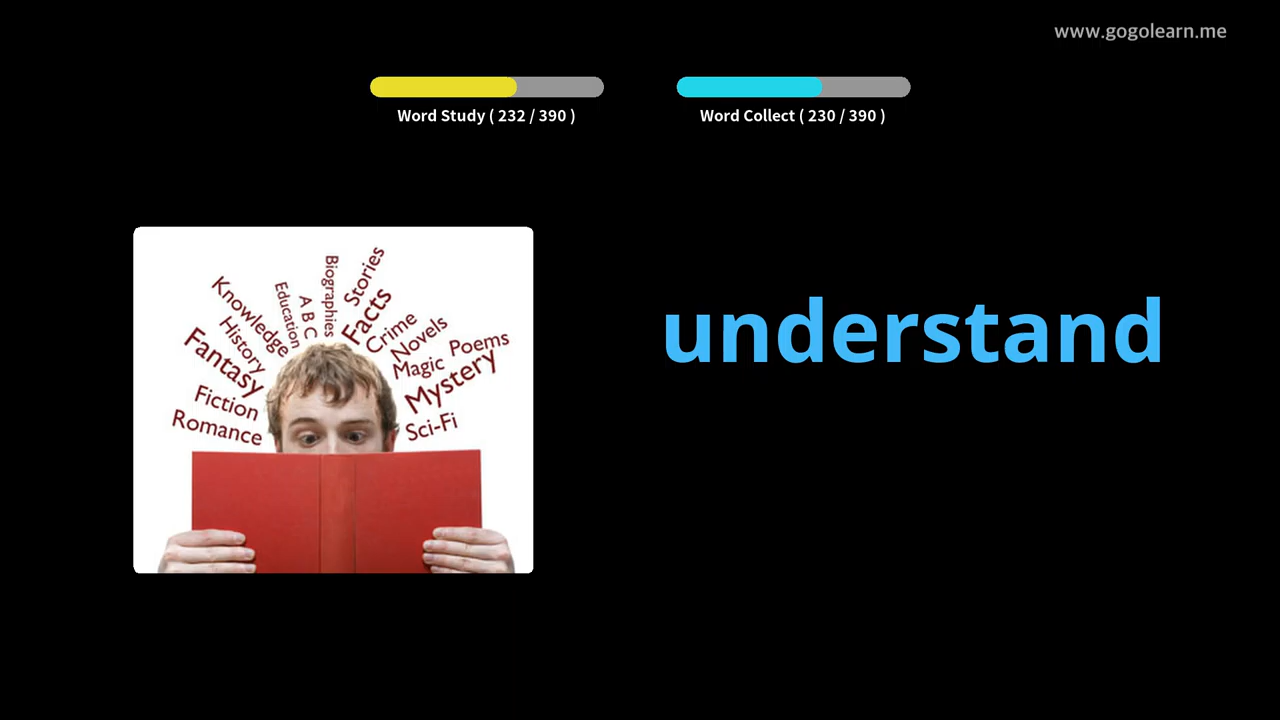 www.gogolearn.me
Word Study ( 232 / 390 )
Word Collect ( 230 / 390 )
understand
Romance
Fiction
Fantasy
History
Knowledge
Education
A B C
Biographies
Stories
Facts
Crime
Novels
Magic
Poems
Mystery
Sci-Fi